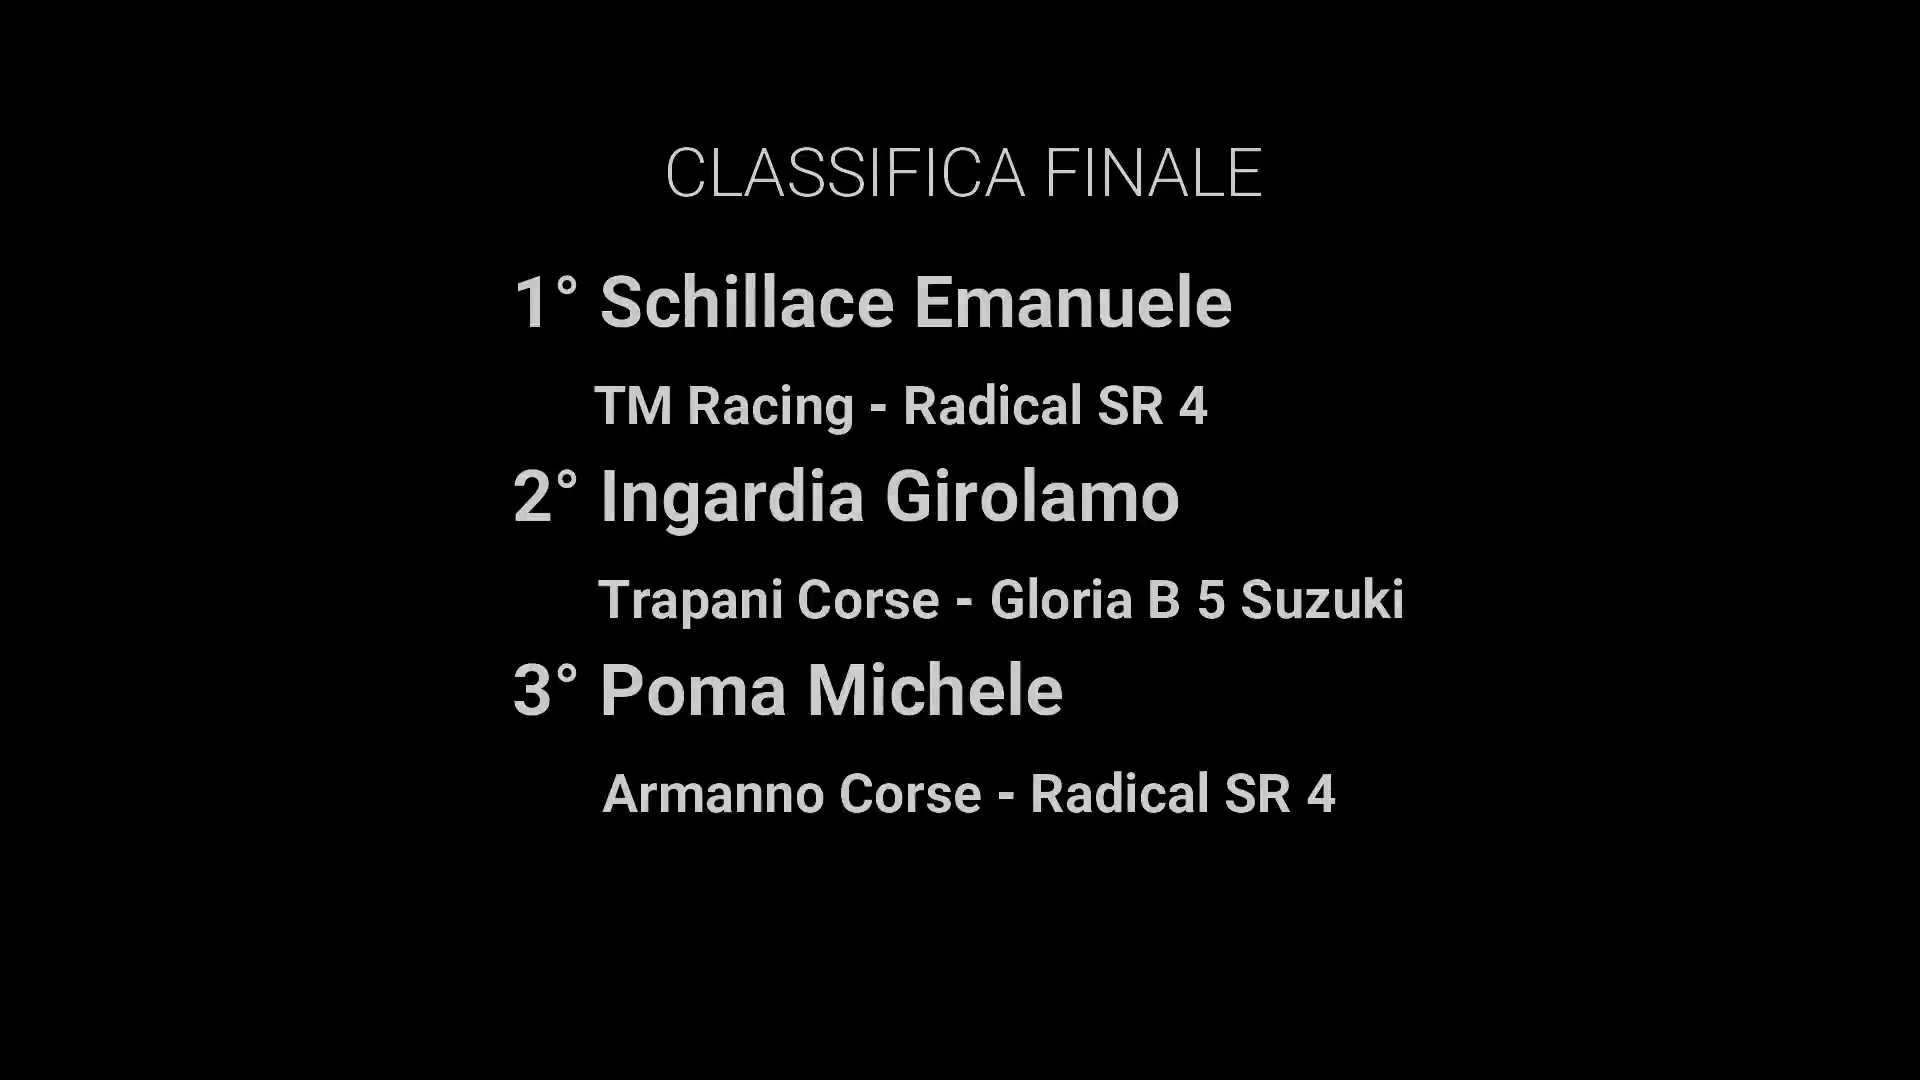 CLASSIFICA FINALE
1° Schillace Emanuele
TM Racing - Radical SR 4
2° Ingardia Girolamo
Trapani Corse - Gloria B 5 Suzuki
3° Poma Michele
Armanno Corse - Radical SR 4